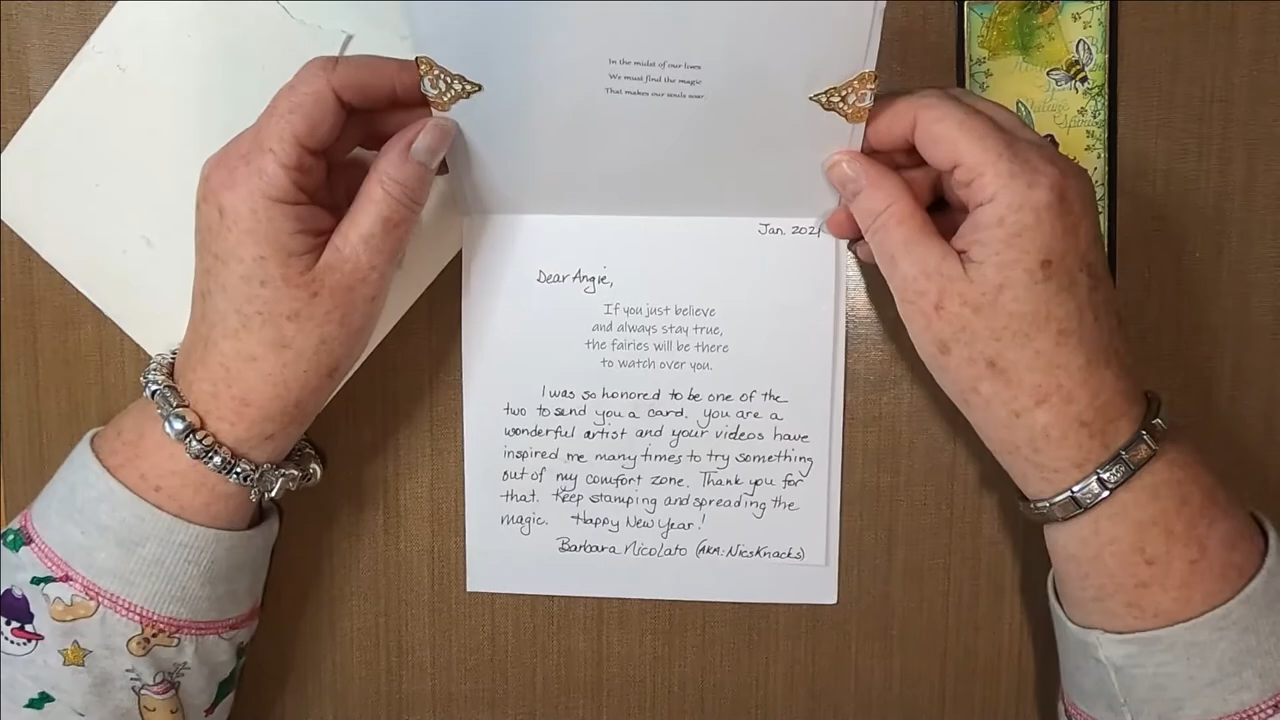 In the midst of our lives
We must find the magic
That makes our souls soar.
Jan. 2021
Dear Angie,
If you just believe
and always stay true,
the fairies will be there
to watch over you.
I was so honored to be one of the
two to send you a card. You are a
wonderful artist and your videos have
inspired me many times to try something
out of my comfort zone. Thank you for
that. Keep stamping and spreading the
magic. Happy New Year!
Barbara Nicolato (AKA: NicsKnacks)